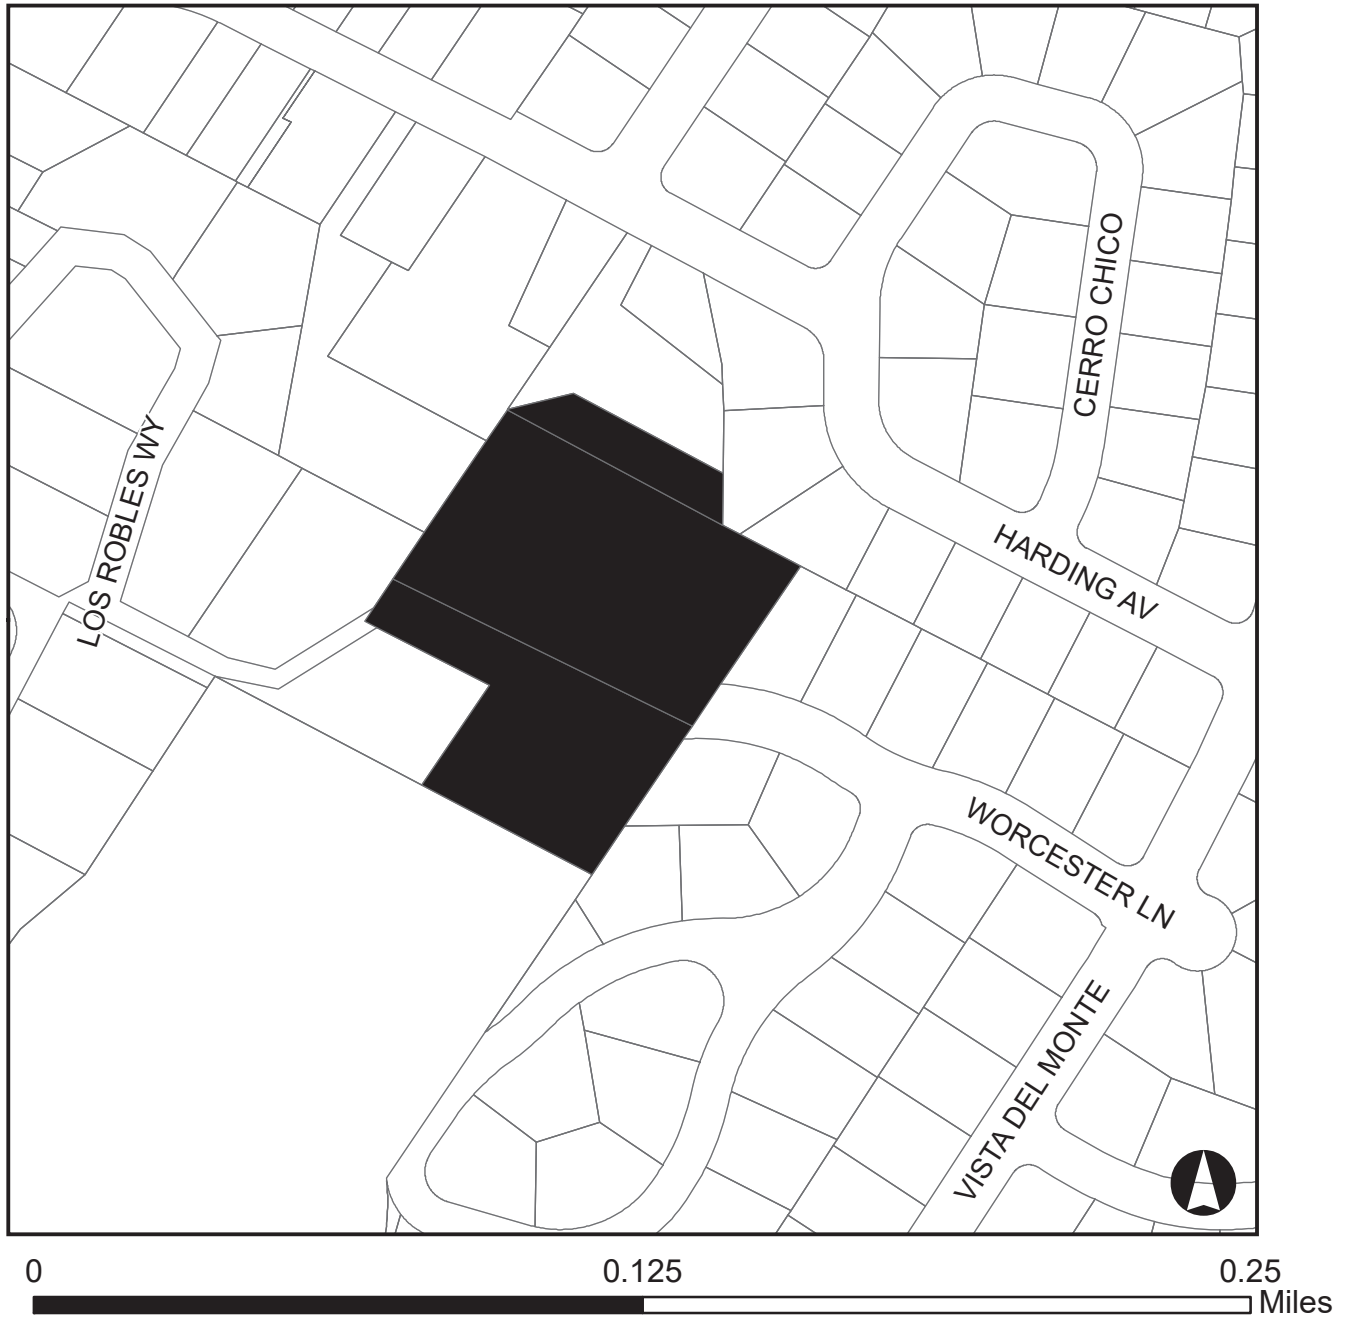 CERRO CHICO
LOS ROBLES WY
HARDING AV
WORCESTER LN
VISTA DEL MONTE
0 0.125 0.25
Miles